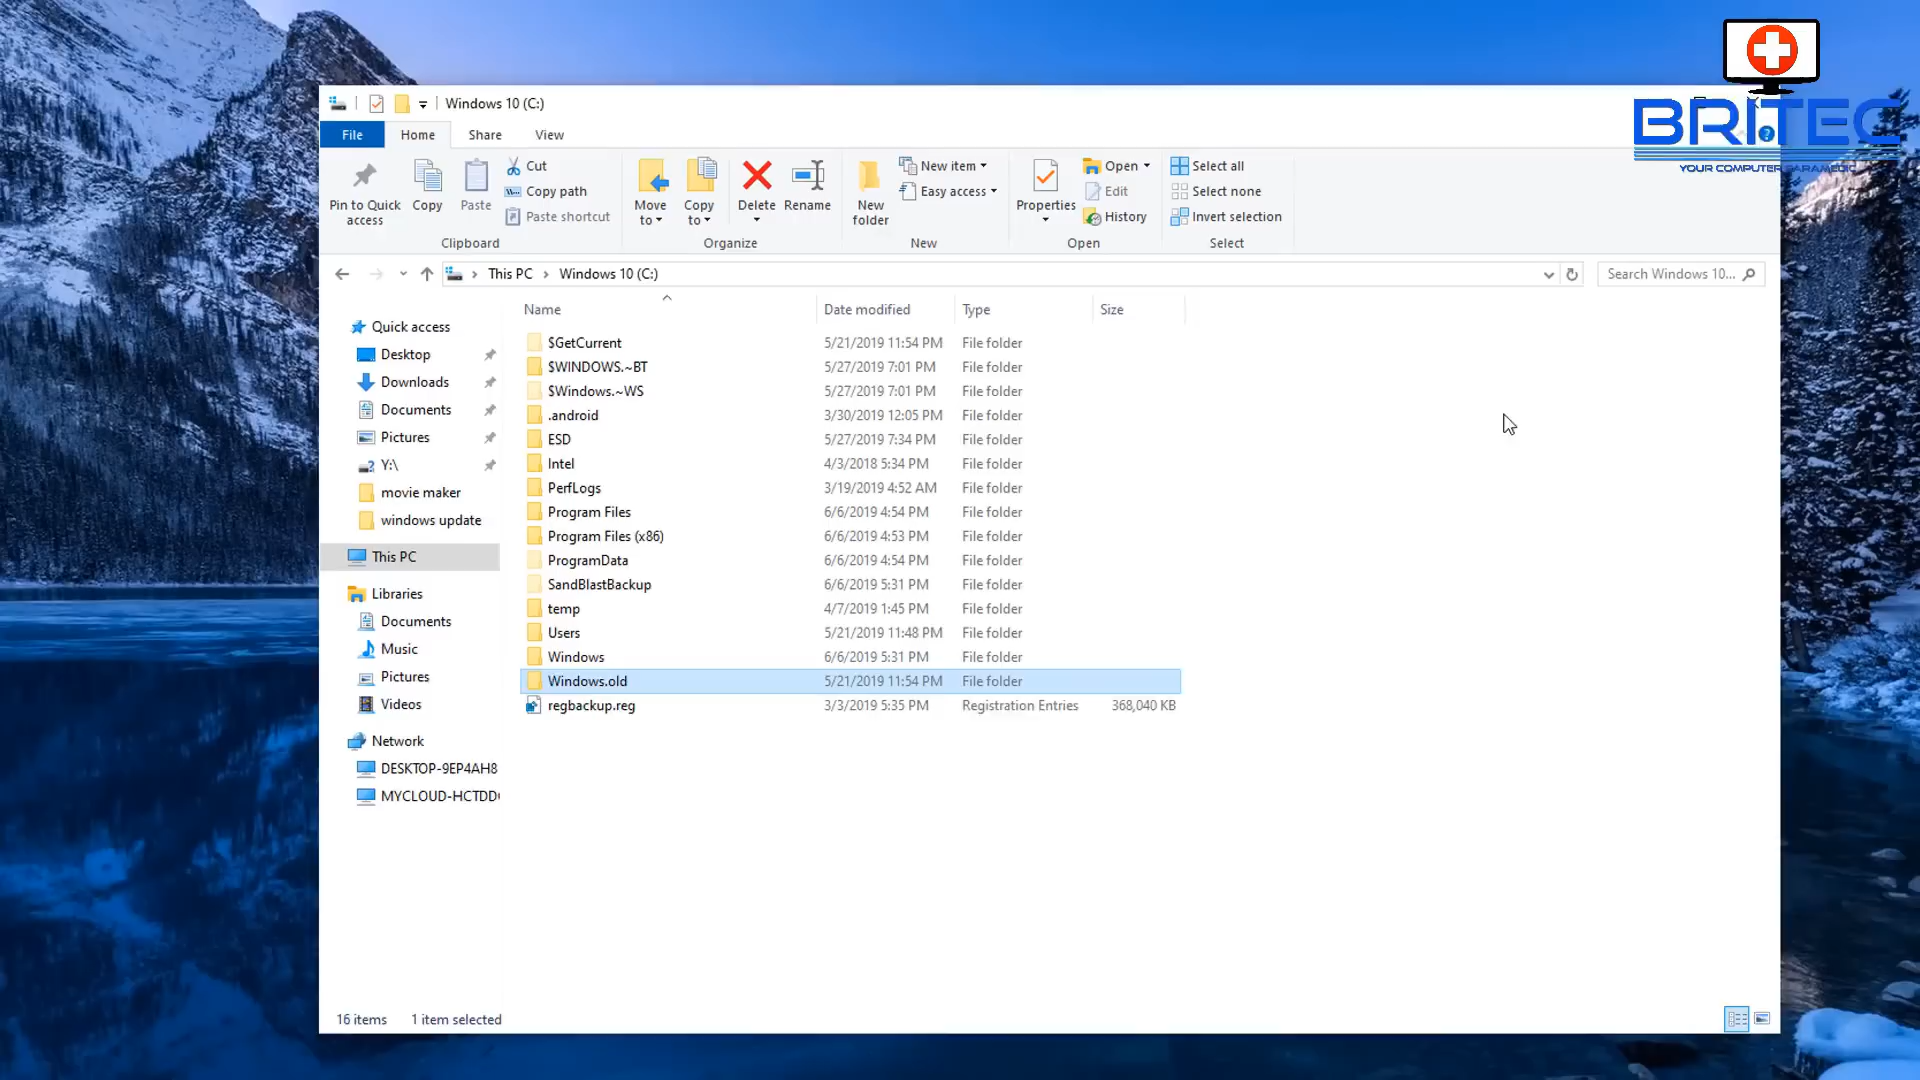 Windows 10 (C:)
File Home Share View
Pin to Quick access
Copy
Paste
Cut
Copy path
Paste shortcut
Clipboard
Move to
Copy to
Delete
Rename
Organize
New folder
New item
Easy access
New
Properties
Open
Edit
History
Open
Select all
Select none
Invert selection
Select
BRITEC
YOUR COMPUTER PARAMEDIC
This PC > Windows 10 (C:)
Search Windows 10...
Quick access
Desktop
Downloads
Documents
Pictures
Y:\
movie maker
windows update
This PC
Libraries
Documents
Music
Pictures
Videos
Network
DESKTOP-9EP4AH8
MYCLOUD-HCTDD
Name Date modified Type Size
$GetCurrent 5/21/2019 11:54 PM File folder
$WINDOWS.~BT 5/27/2019 7:01 PM File folder
$Windows.~WS 5/27/2019 7:01 PM File folder
.android 3/30/2019 12:05 PM File folder
ESD 5/27/2019 7:34 PM File folder
Intel 4/3/2018 5:34 PM File folder
PerfLogs 3/19/2019 4:52 AM File folder
Program Files 6/6/2019 4:54 PM File folder
Program Files (x86) 6/6/2019 4:53 PM File folder
ProgramData 6/6/2019 4:54 PM File folder
SandBlastBackup 6/6/2019 5:31 PM File folder
temp 4/7/2019 1:45 PM File folder
Users 5/21/2019 11:48 PM File folder
Windows 6/6/2019 5:31 PM File folder
Windows.old 5/21/2019 11:54 PM File folder
regbackup.reg 3/3/2019 5:35 PM Registration Entries 368,040 KB
16 items 1 item selected